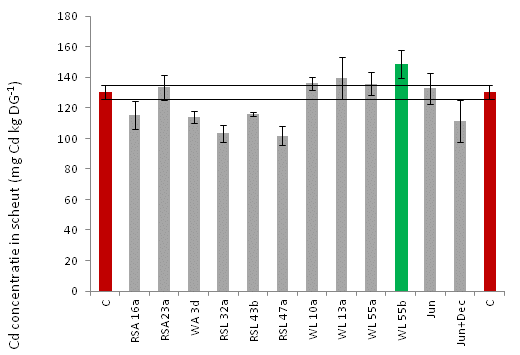 Cd concentratie in scheut (mg Cd kg DG-1)
180
160
140
120
100
80
60
40
20
0
C
RSA 16a
RSA23a
WA 3d
RSL 32a
RSL 43b
RSL 47a
WL 10a
WL 13a
WL 55a
WL 55b
Jun
Jun+Dec
C